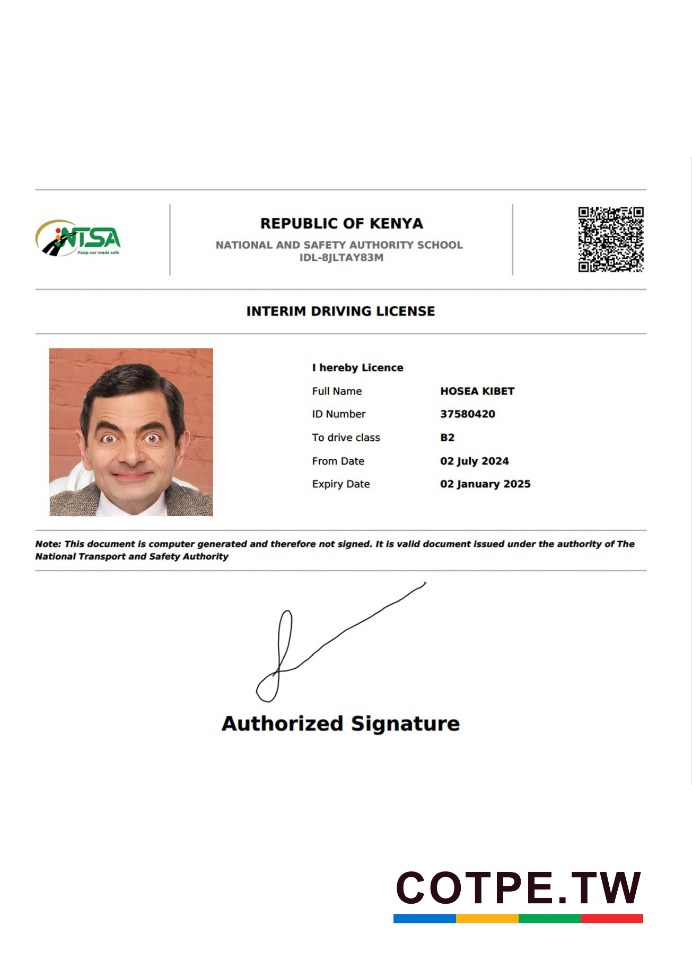 NTSA
Keep our roads safe
REPUBLIC OF KENYA
NATIONAL AND SAFETY AUTHORITY SCHOOL
IDL-8JLTAY83M
INTERIM DRIVING LICENSE
I hereby Licence
Full Name HOSEA KIBET
ID Number 37580420
To drive class B2
From Date 02 July 2024
Expiry Date 02 January 2025
Note: This document is computer generated and therefore not signed. It is valid document issued under the authority of The
National Transport and Safety Authority
Authorized Signature
COTPE.TW